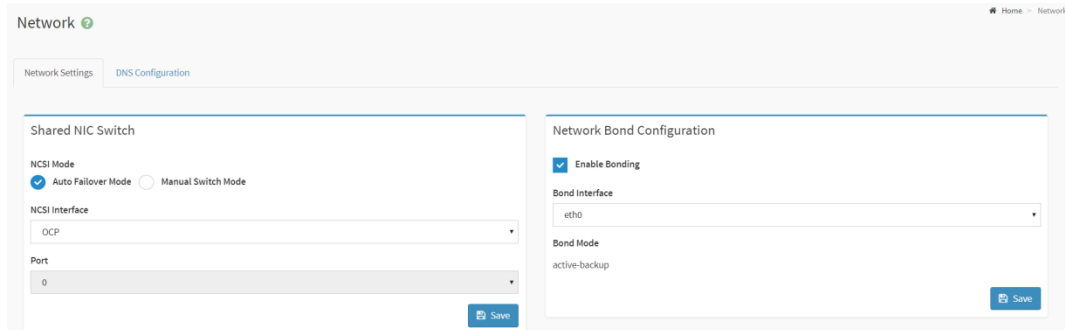 Home > Network
Network
Network Settings
DNS Configuration
Shared NIC Switch
NCSI Mode
Auto Failover Mode
Manual Switch Mode
NCSI Interface
OCP
Port
0
Save
Network Bond Configuration
Enable Bonding
Bond Interface
eth0
Bond Mode
active-backup
Save